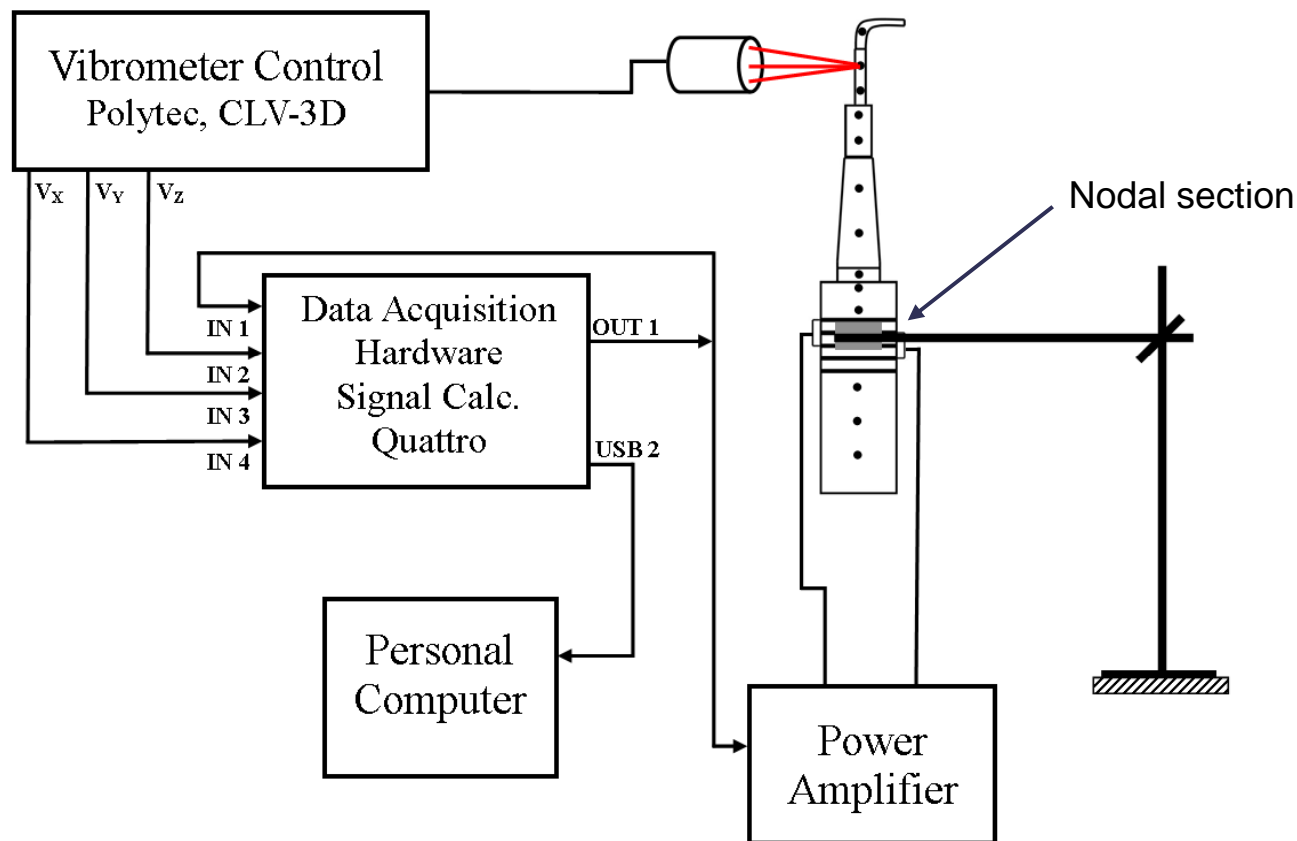 Vibrometer Control
Polytec, CLV-3D
VX
VY
VZ
Nodal section
IN 1
IN 2
IN 3
IN 4
Data Acquisition
Hardware
Signal Calc.
Quattro
OUT 1
USB 2
Personal
Computer
Power
Amplifier